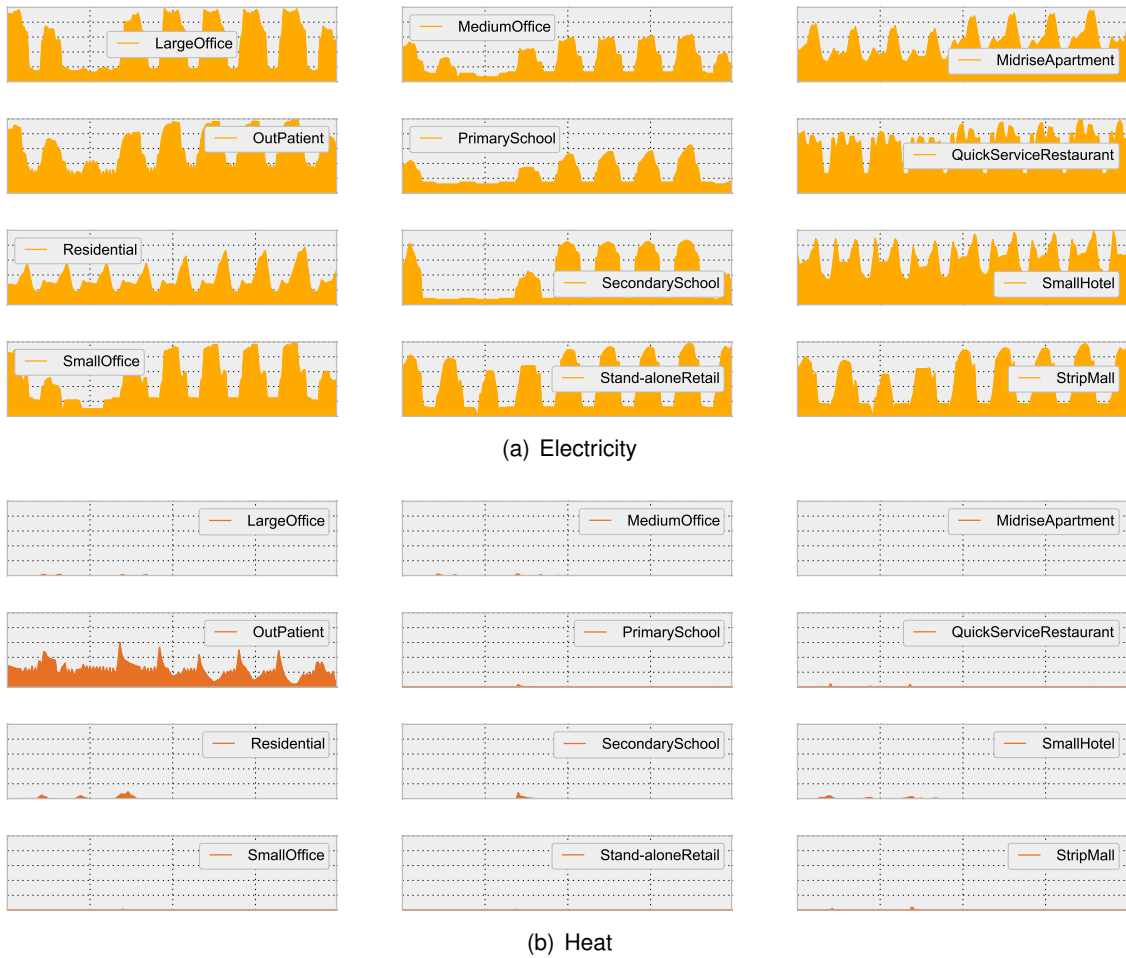 LargeOffice
MediumOffice
MidriseApartment
OutPatient
PrimarySchool
QuickServiceRestaurant
Residential
SecondarySchool
SmallHotel
SmallOffice
Stand-aloneRetail
StripMall
(a) Electricity
LargeOffice
MediumOffice
MidriseApartment
OutPatient
PrimarySchool
QuickServiceRestaurant
Residential
SecondarySchool
SmallHotel
SmallOffice
Stand-aloneRetail
StripMall
(b) Heat